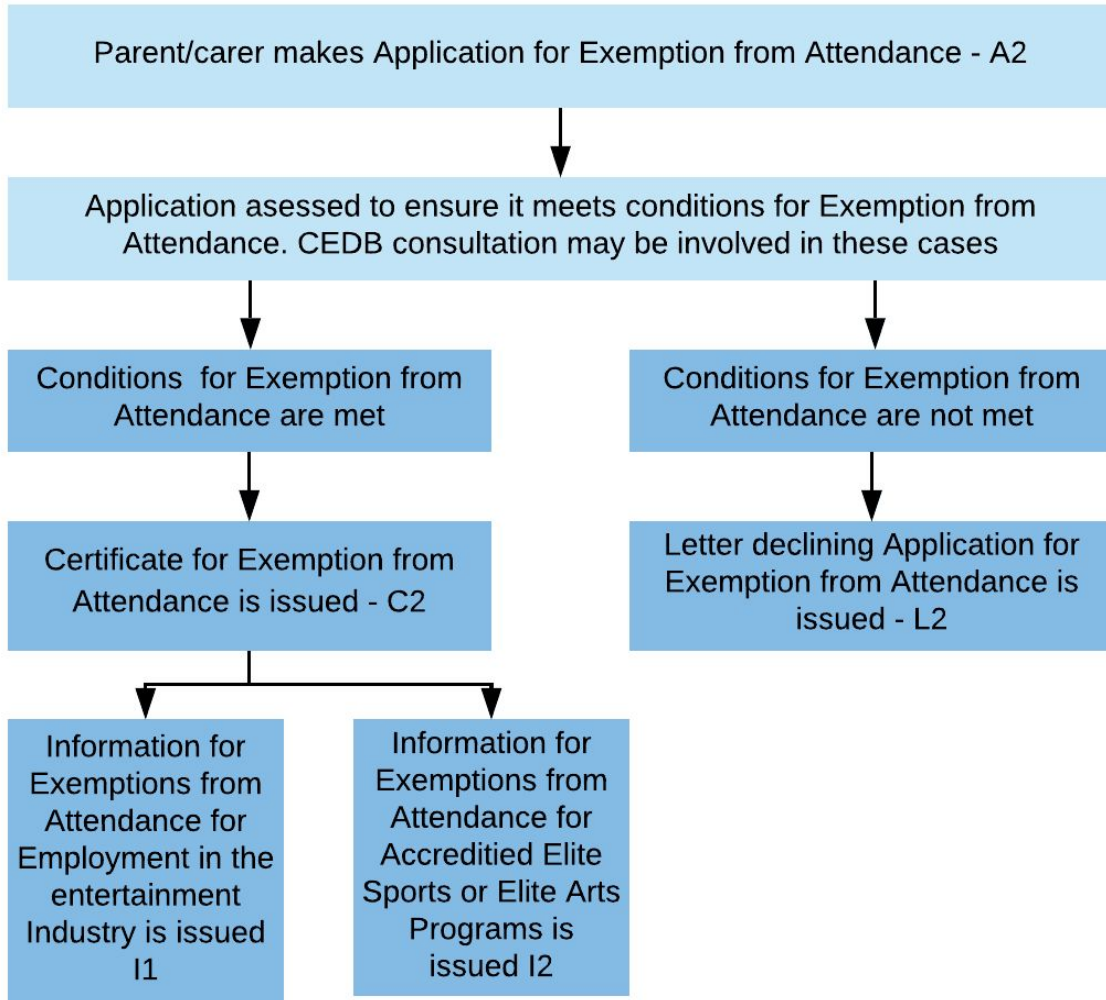 Parent/carer makes Application for Exemption from Attendance - A2
Application asessed to ensure it meets conditions for Exemption from
Attendance. CEDB consultation may be involved in these cases
Conditions for Exemption from
Attendance are met
Conditions for Exemption from
Attendance are not met
Certificate for Exemption from
Attendance is issued - C2
Letter declining Application for
Exemption from Attendance is
issued - L2
Information for
Exemptions from
Attendance for
Employment in the
entertainment
Industry is issued
I1
Information for
Exemptions from
Attendance for
Accreditied Elite
Sports or Elite Arts
Programs is
issued I2